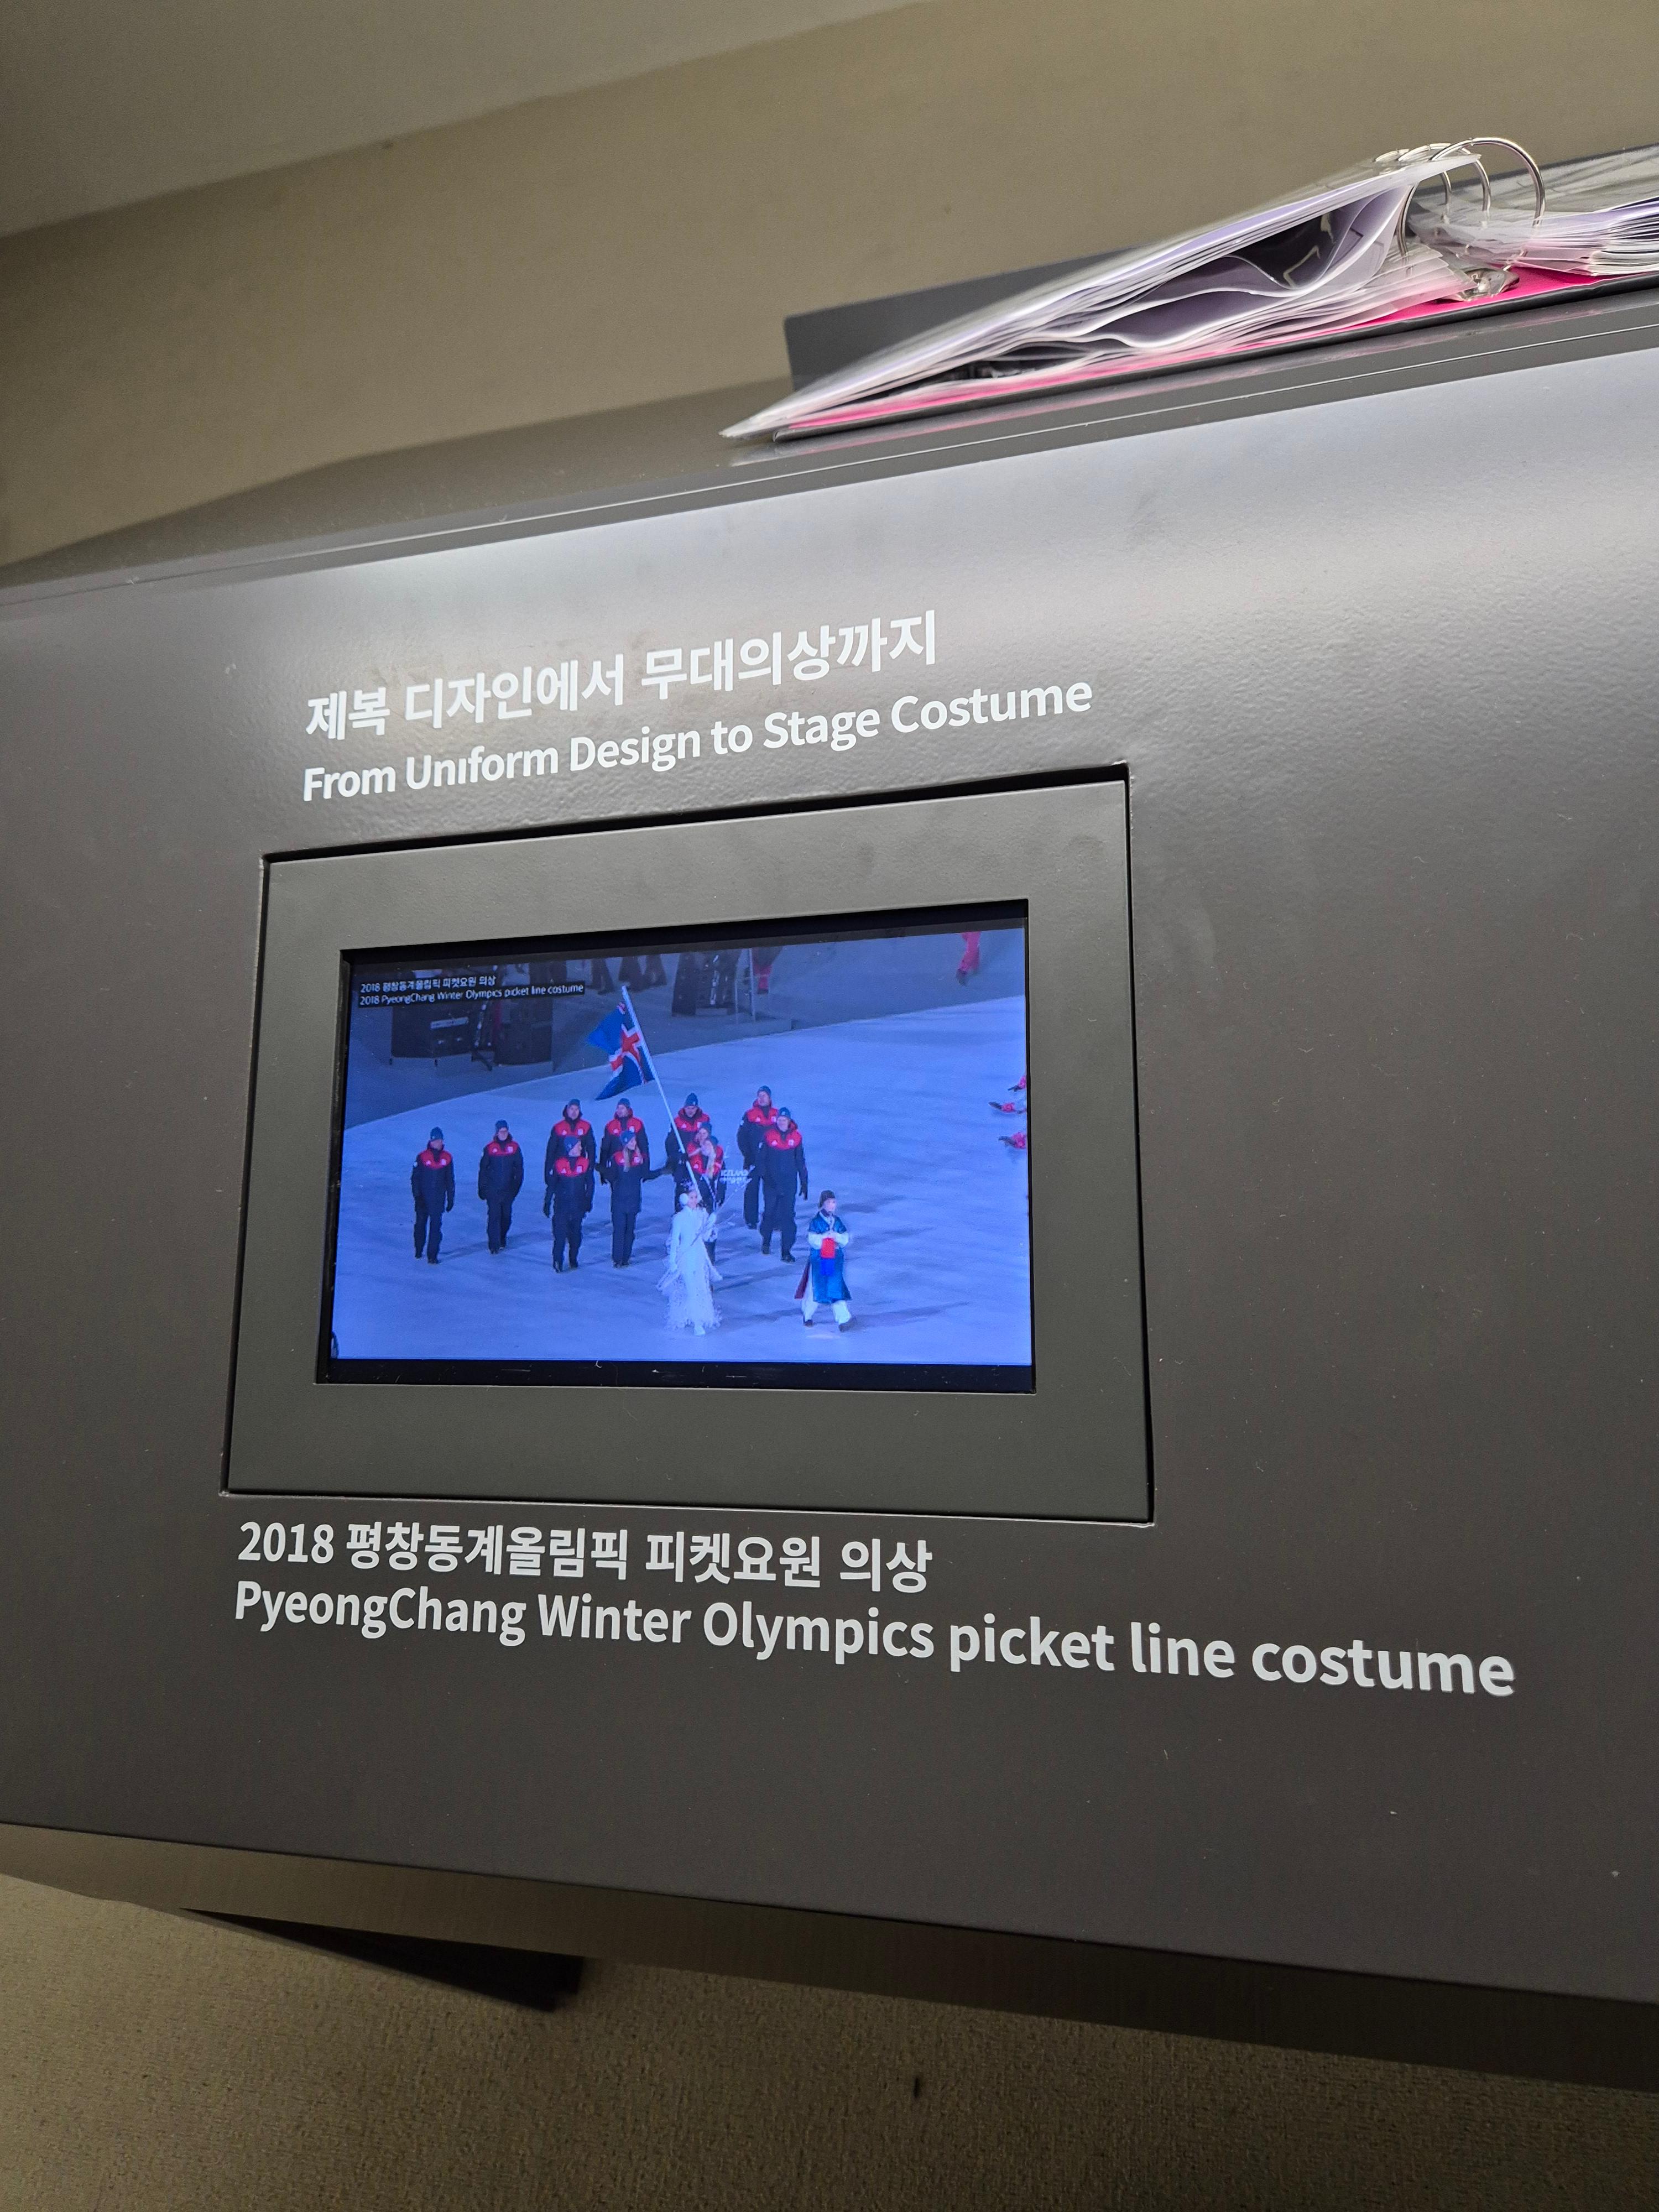 제복 디자인에서 무대의상까지
From Uniform Design to Stage Costume
2018 평창동계올림픽 피켓요원 의상
2018 PyeongChang Winter Olympics picket line costume
ICELAND
2018 평창동계올림픽 피켓요원 의상
PyeongChang Winter Olympics picket line costume